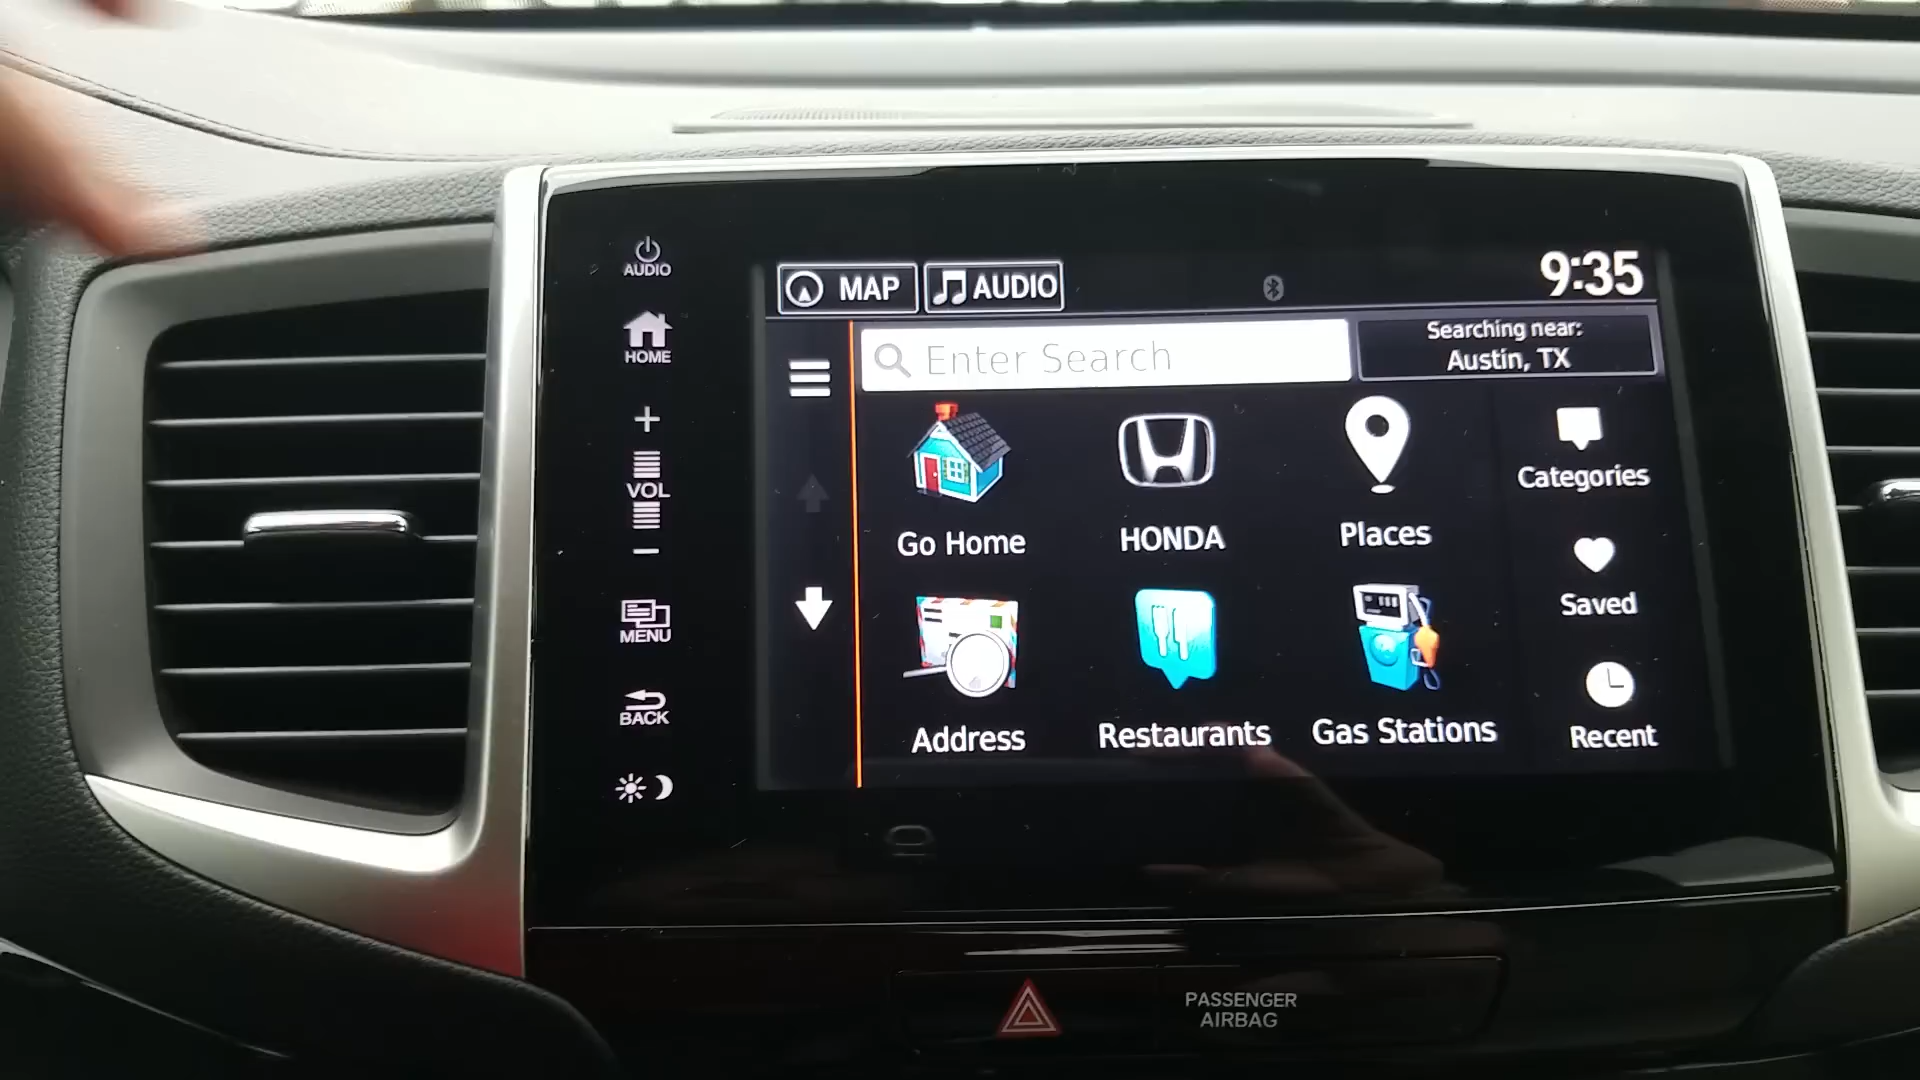 AUDIO
HOME
VOL
MENU
BACK
MAP
AUDIO
9:35
Enter Search
Searching near:
Austin, TX
Go Home
HONDA
Places
Categories
Saved
Address
Restaurants
Gas Stations
Recent
PASSENGER
AIRBAG